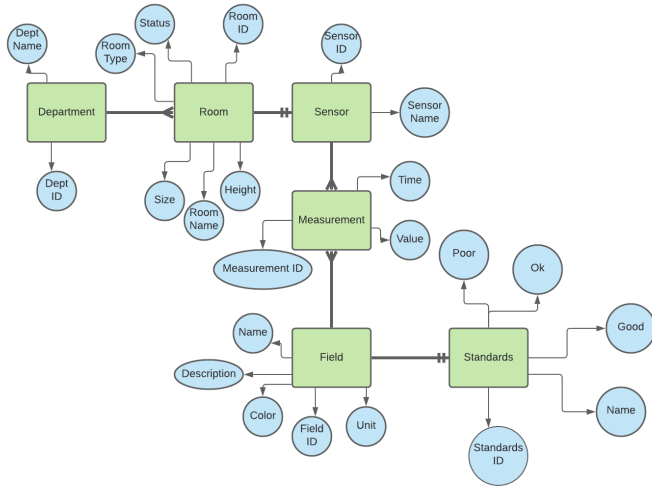 Status
Room
ID
Dept
Name
Room
Type
Sensor
ID
Department
Room
Sensor
Sensor
Name
Dept
ID
Size
Room
Name
Height
Time
Measurement
Value
Measurement ID
Poor
Ok
Name
Good
Field
Standards
Description
Color
Field
ID
Unit
Name
Standards
ID